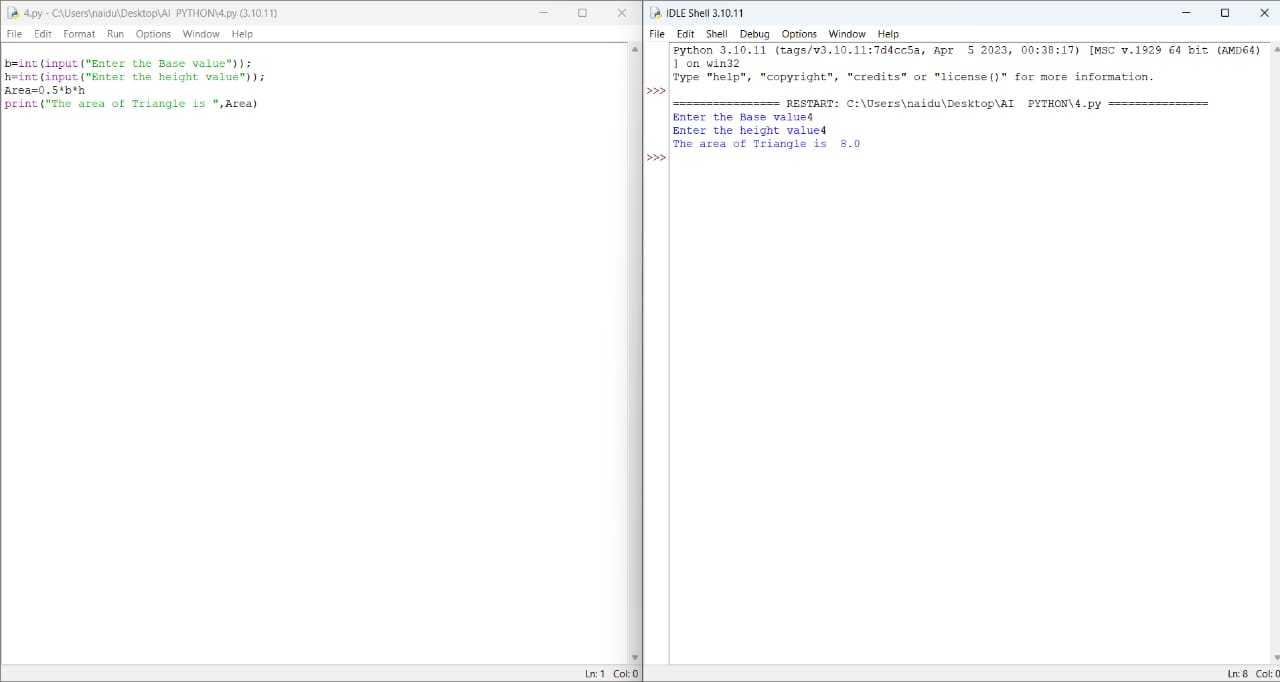 4.py - C:\Users\naidu\Desktop\AI  PYTHON\4.py (3.10.11)
File Edit Format Run Options Window Help
b=int(input("Enter the Base value"));
h=int(input("Enter the height value"));
Area=0.5*b*h
print("The area of Triangle is ",Area)
Ln: 1 Col: 0
IDLE Shell 3.10.11
File Edit Shell Debug Options Window Help
Python 3.10.11 (tags/v3.10.11:7d4cc5a, Apr  5 2023, 00:38:17) [MSC v.1929 64 bit (AMD64)
] on win32
Type "help", "copyright", "credits" or "license()" for more information.
>>>
================ RESTART: C:\Users\naidu\Desktop\AI  PYTHON\4.py ===============
Enter the Base value4
Enter the height value4
The area of Triangle is  8.0
>>>
Ln: 8 Col: 0